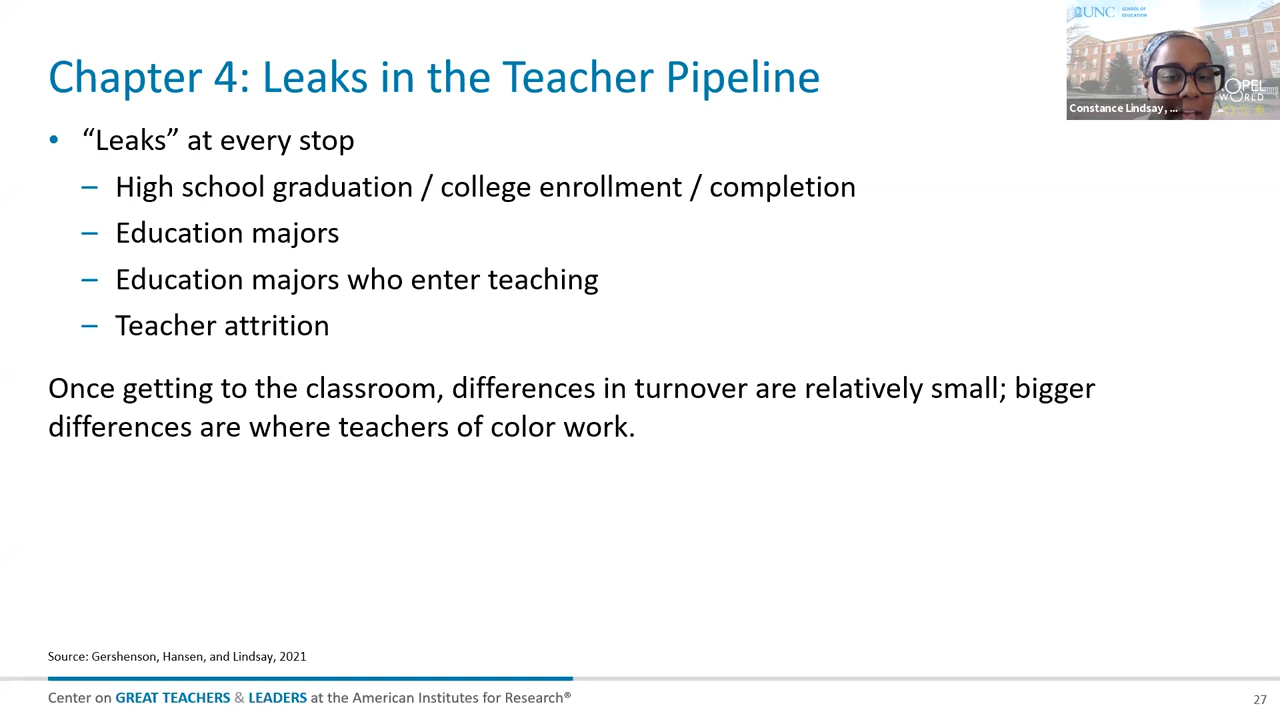 UNC SCHOOL OF EDUCATION
Chapter 4: Leaks in the Teacher Pipeline
OPEL
WORLD
Constance Lindsay, ...
• “Leaks” at every stop
– High school graduation / college enrollment / completion
– Education majors
– Education majors who enter teaching
– Teacher attrition
Once getting to the classroom, differences in turnover are relatively small; bigger
differences are where teachers of color work.
Source: Gershenson, Hansen, and Lindsay, 2021
Center on GREAT TEACHERS & LEADERS at the American Institutes for Research®
27